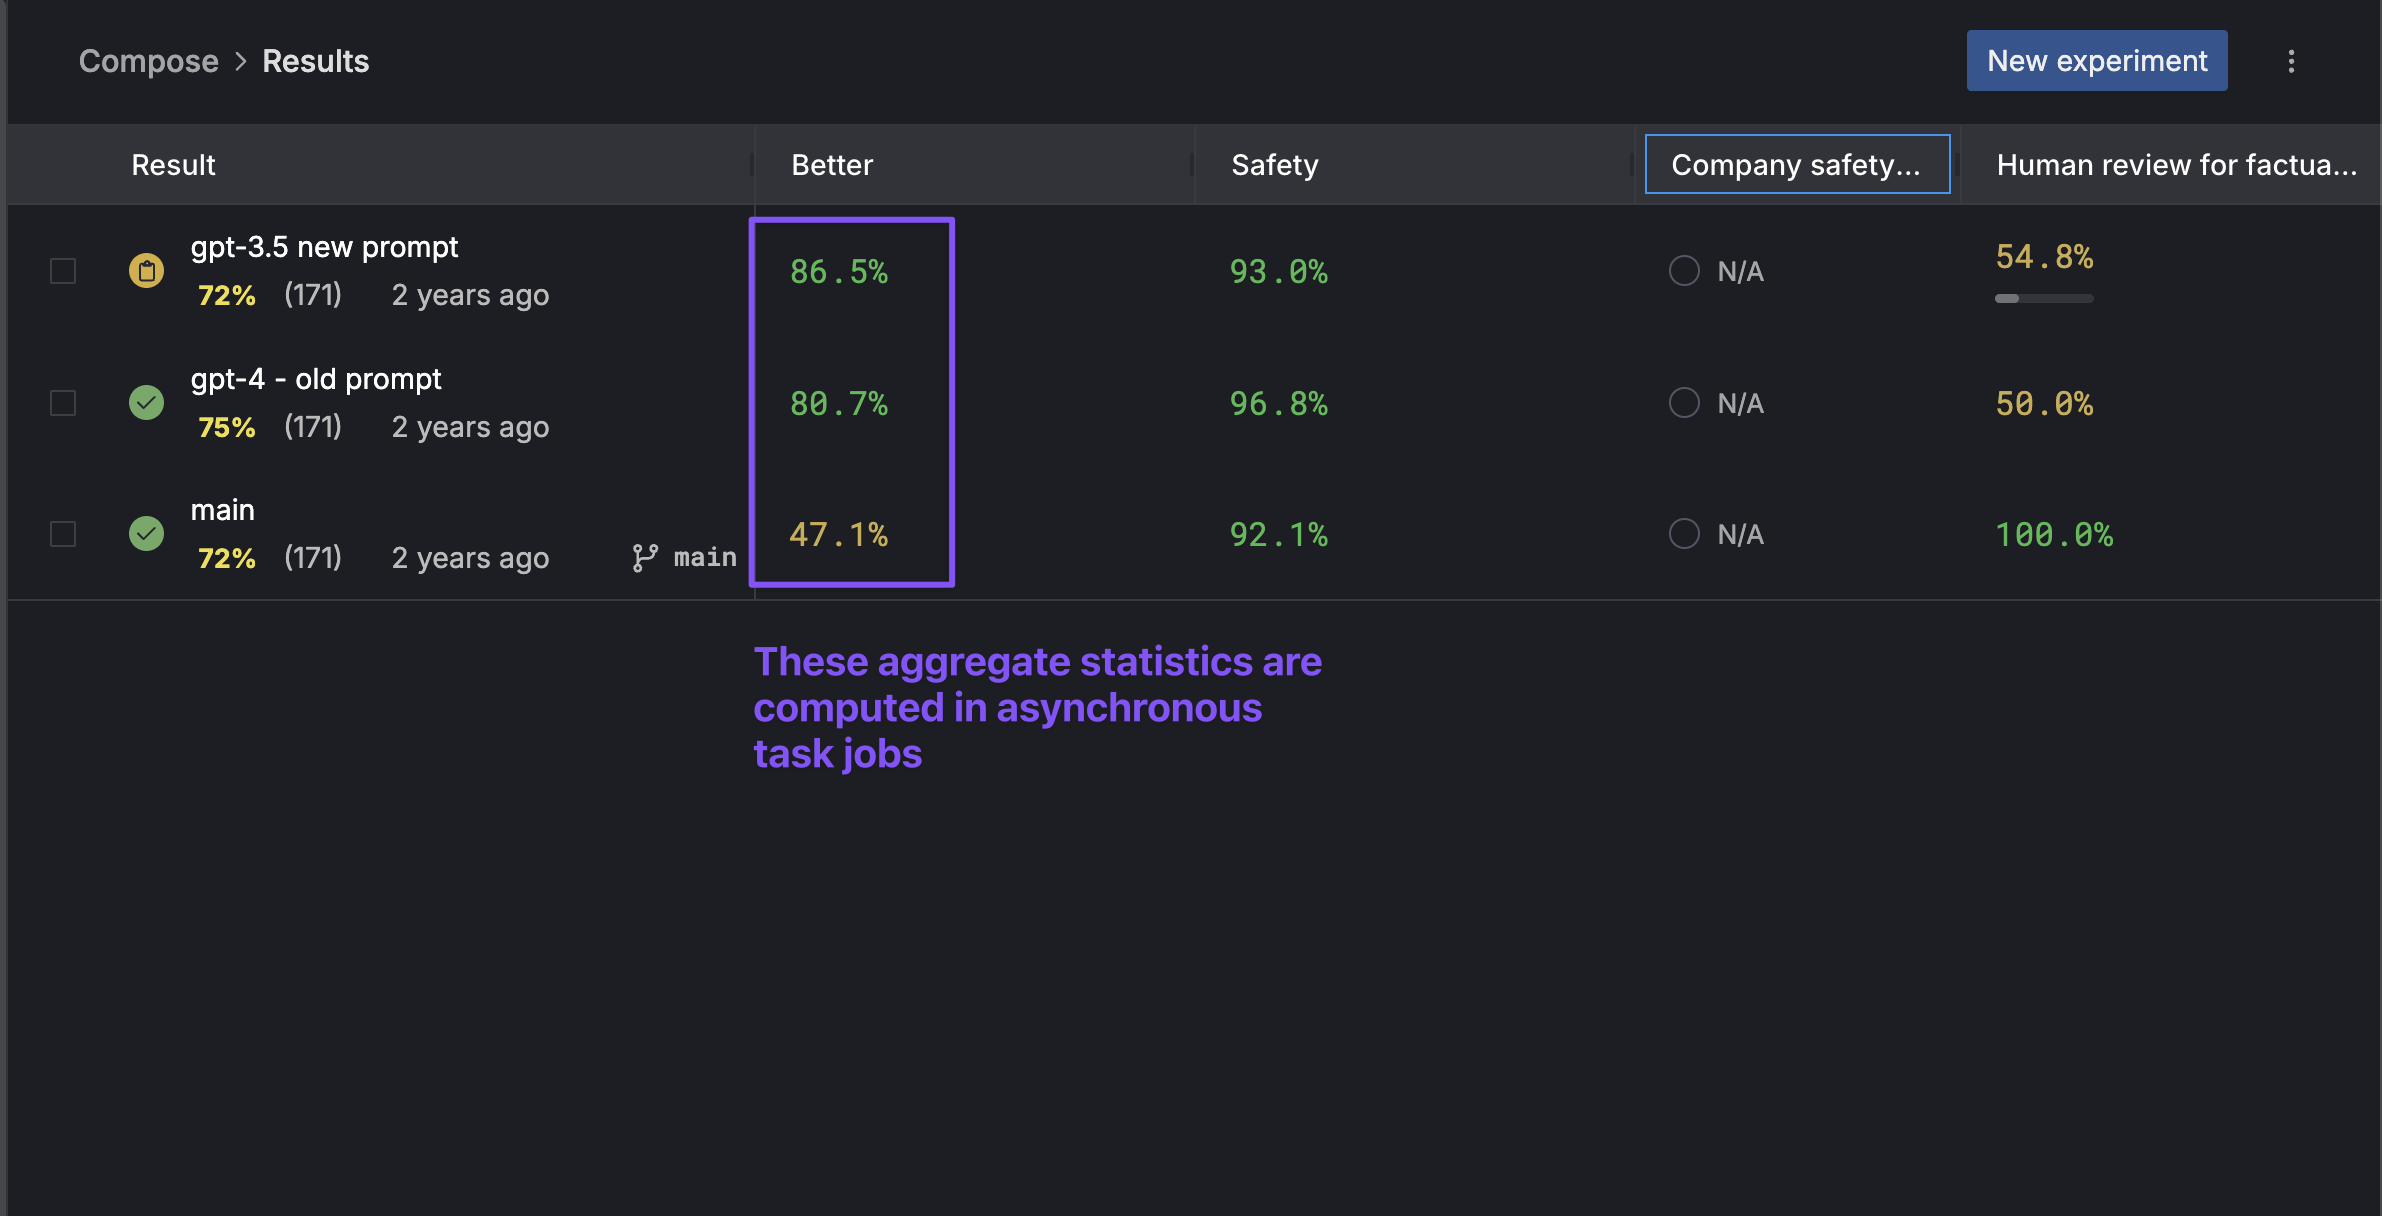 Compose > Results
New experiment
Result
Better
Safety
Company safety...
Human review for factua...
gpt-3.5 new prompt
72% (171) 2 years ago
86.5%
93.0%
N/A
54.8%
gpt-4 - old prompt
75% (171) 2 years ago
80.7%
96.8%
N/A
50.0%
main
72% (171) 2 years ago main
47.1%
92.1%
N/A
100.0%
These aggregate statistics are
computed in asynchronous
task jobs